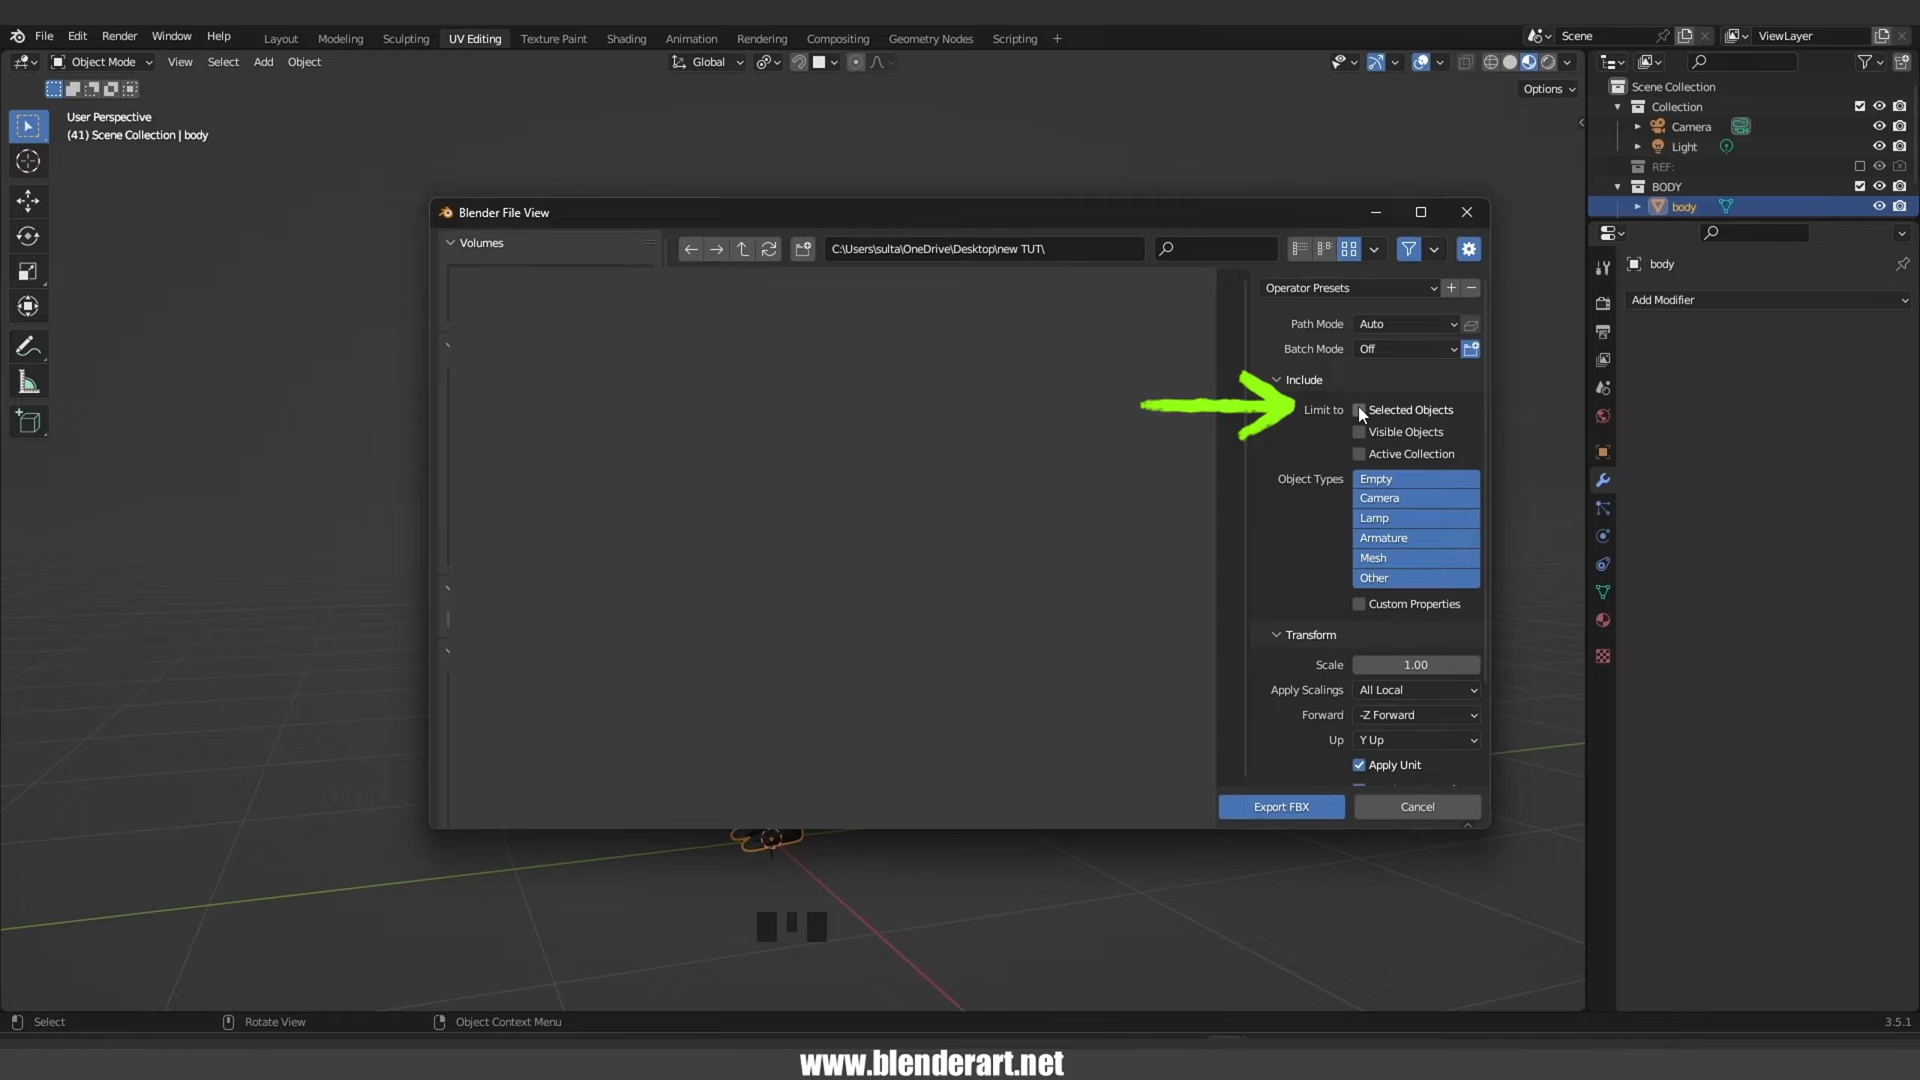 File Edit Render Window Help Layout Modeling Sculpting UV Editing Texture Paint Shading Animation Rendering Compositing Geometry Nodes Scripting + Scene ViewLayer
Object Mode View Select Add Object Global
Options
User Perspective
(41) Scene Collection | body
Scene Collection
Collection
Camera
Light
REF:
BODY
body
body
Add Modifier
Blender File View
Volumes
C:\Users\sulta\OneDrive\Desktop\new TUT\
Operator Presets
Path Mode Auto
Batch Mode Off
Include
Limit to Selected Objects
Visible Objects
Active Collection
Object Types Empty
Camera
Lamp
Armature
Mesh
Other
Custom Properties
Transform
Scale 1.00
Apply Scalings All Local
Forward -Z Forward
Up Y Up
Apply Unit
Export FBX Cancel
Select Rotate View Object Context Menu 3.5.1
www.blenderart.net